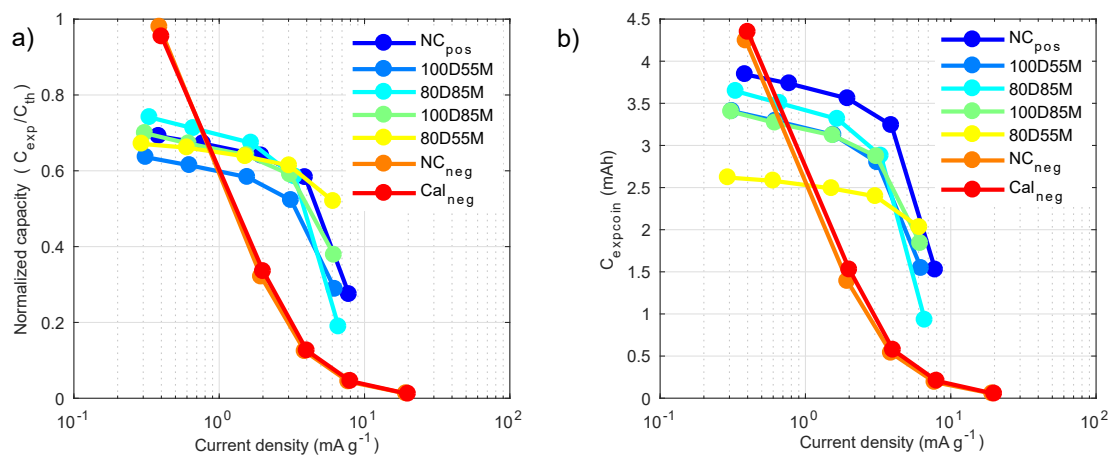 a)
Normalized capacity ( C_exp/C_th)
1
0.8
0.6
0.4
0.2
0
10^-1
10^0
10^1
10^2
Current density (mA g^-1)
NC_pos
100D55M
80D85M
100D85M
80D55M
NC_neg
Cal_neg
b)
C_expcoin (mAh)
4.5
4
3.5
3
2.5
2
1.5
1
0.5
0
10^-1
10^0
10^1
10^2
Current density (mA g^-1)
NC_pos
100D55M
80D85M
100D85M
80D55M
NC_neg
Cal_neg